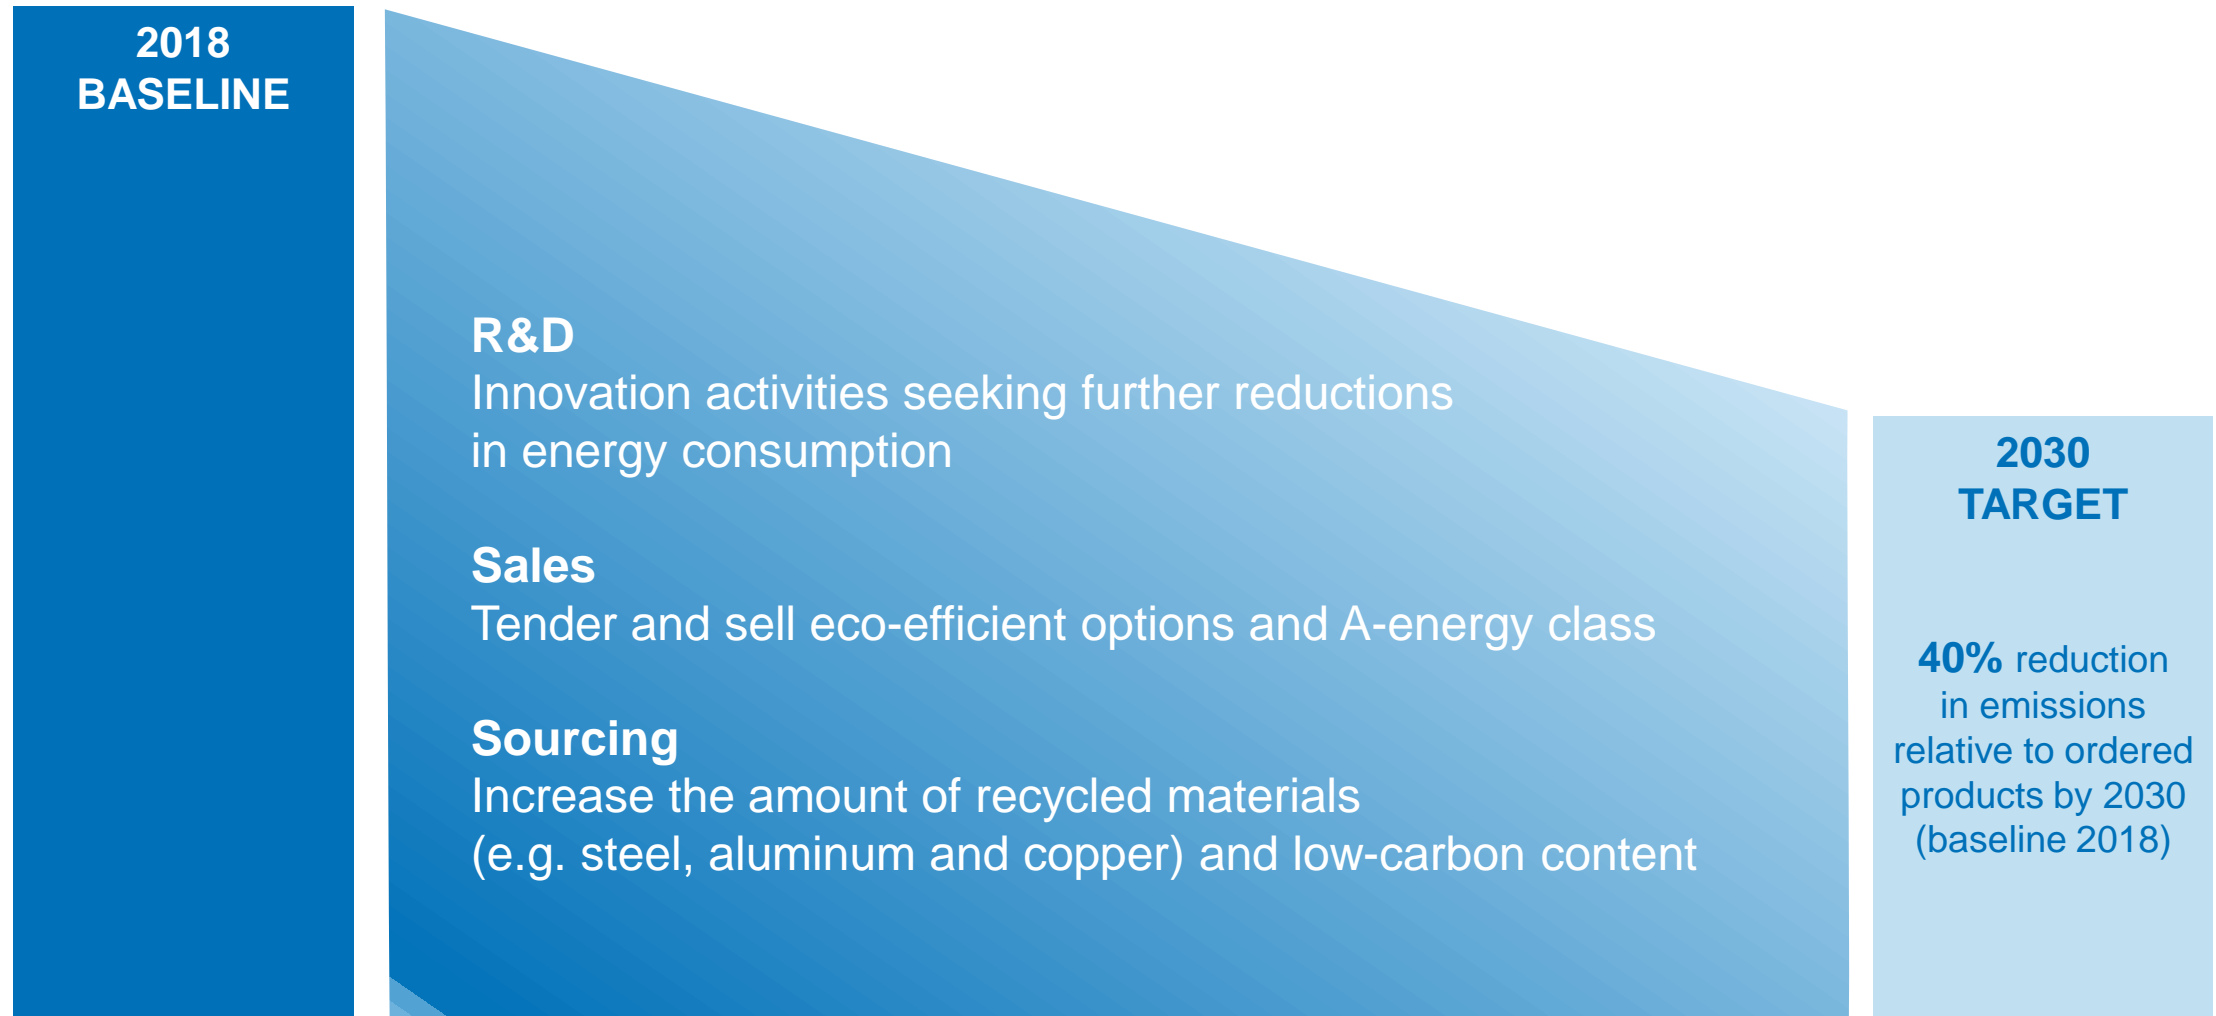 2018
BASELINE
R&D
Innovation activities seeking further reductions
in energy consumption
Sales
Tender and sell eco-efficient options and A-energy class
Sourcing
Increase the amount of recycled materials
(e.g. steel, aluminum and copper) and low-carbon content
2030
TARGET
40% reduction
in emissions
relative to ordered
products by 2030
(baseline 2018)